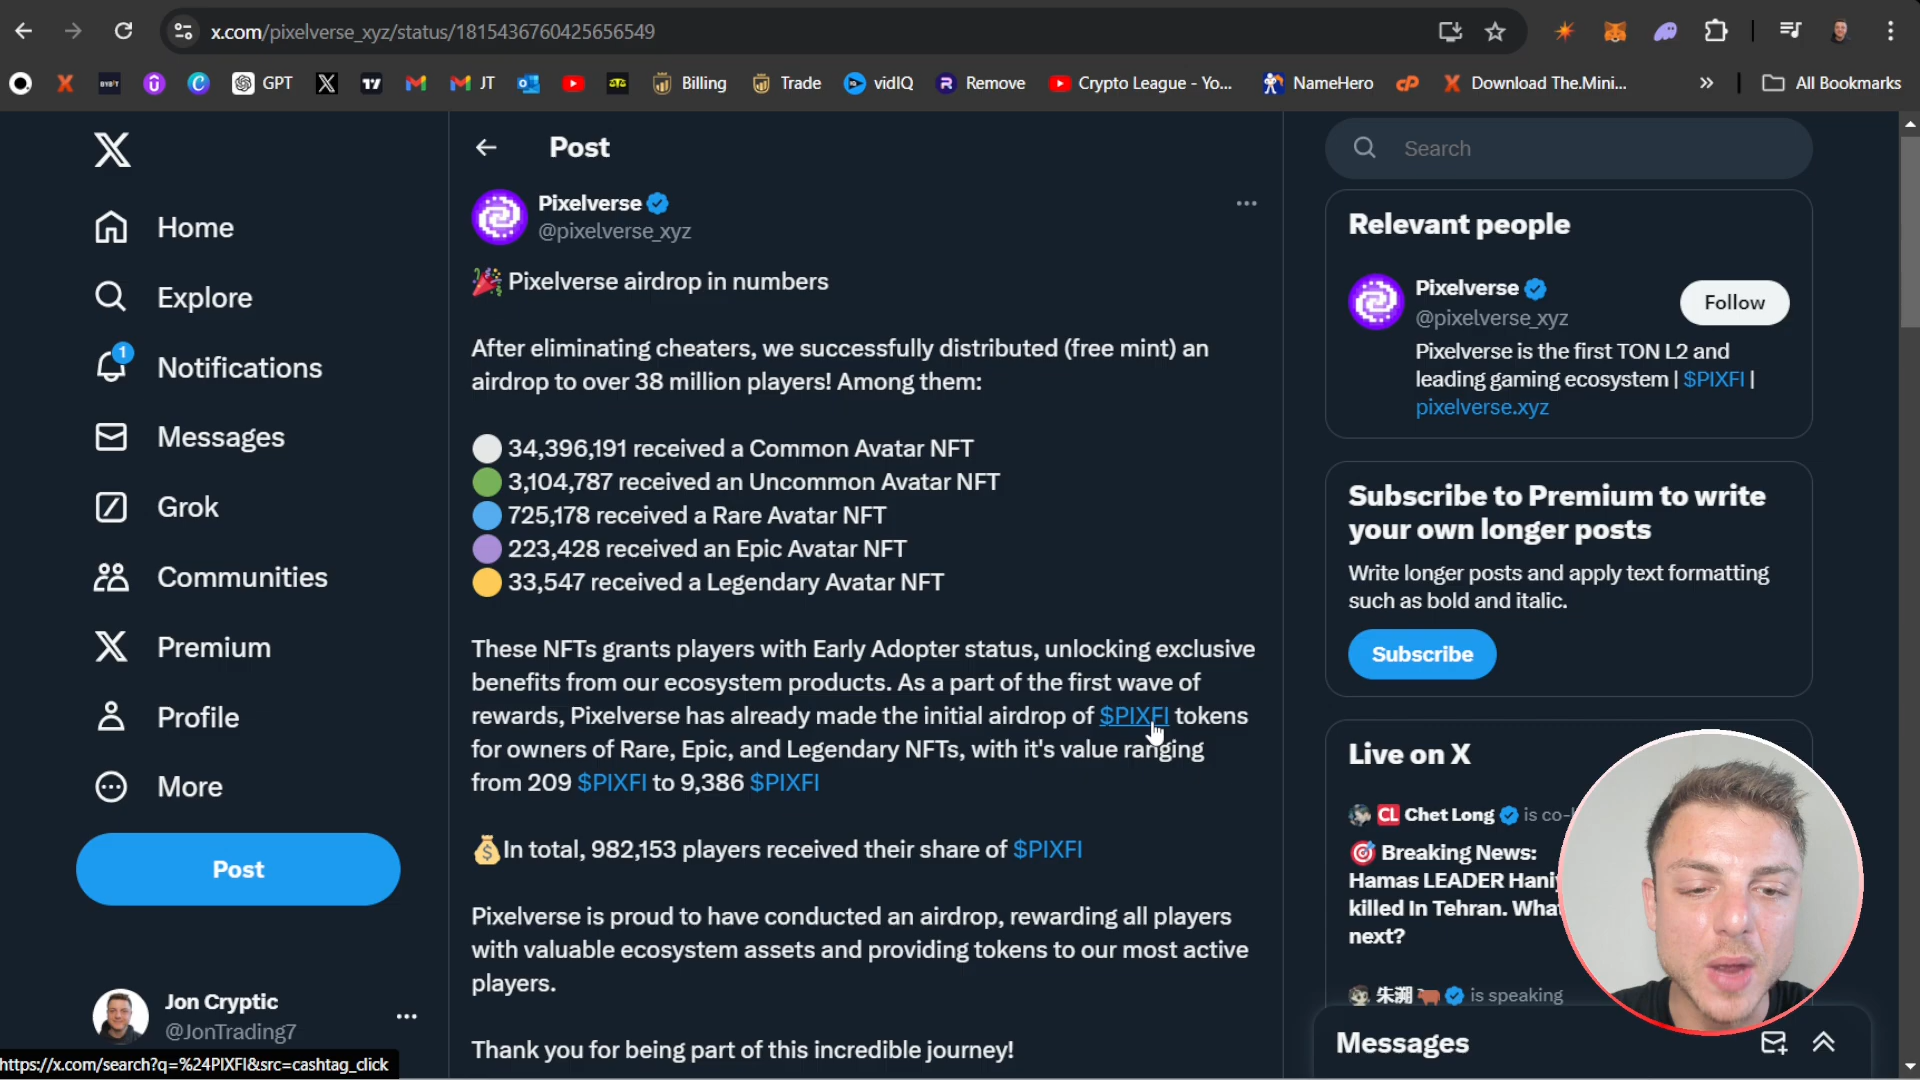 x.com/pixelverse_xyz/status/1815436760425656549
GPT
JT
Billing
Trade
vidIQ
Remove
Crypto League - Yo...
NameHero
Download The.Mini...
All Bookmarks
Home
Explore
1
Notifications
Messages
Grok
Communities
Premium
Profile
More
Post
Jon Cryptic
@JonTrading7
https://x.com/search?q=%24PIXFI&src=cashtag_click
Post
Pixelverse
@pixelverse_xyz
🎉 Pixelverse airdrop in numbers
After eliminating cheaters, we successfully distributed (free mint) an
airdrop to over 38 million players! Among them:
⚪ 34,396,191 received a Common Avatar NFT
🟢 3,104,787 received an Uncommon Avatar NFT
🔵 725,178 received a Rare Avatar NFT
🟣 223,428 received an Epic Avatar NFT
🟡 33,547 received a Legendary Avatar NFT
These NFTs grants players with Early Adopter status, unlocking exclusive
benefits from our ecosystem products. As a part of the first wave of
rewards, Pixelverse has already made the initial airdrop of $PIXFI tokens
for owners of Rare, Epic, and Legendary NFTs, with it's value ranging
from 209 $PIXFI to 9,386 $PIXFI
💰In total, 982,153 players received their share of $PIXFI
Pixelverse is proud to have conducted an airdrop, rewarding all players
with valuable ecosystem assets and providing tokens to our most active
players.
Thank you for being part of this incredible journey!
Search
Relevant people
Pixelverse
@pixelverse_xyz
Follow
Pixelverse is the first TON L2 and
leading gaming ecosystem | $PIXFI |
pixelverse.xyz
Subscribe to Premium to write
your own longer posts
Write longer posts and apply text formatting
such as bold and italic.
Subscribe
Live on X
CL Chet Long is co-
🎯 Breaking News:
Hamas LEADER Hani
killed In Tehran. Wha
next?
朱溯 🐂 is speaking
Messages